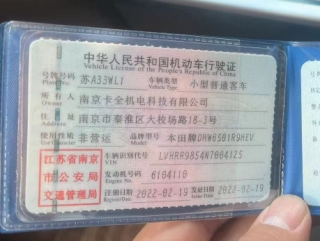 中华人民共和国机动车行驶证
Vehicle License of the People's Republic of China
号牌号码 苏A33WL1 车辆类型 小型普通客车
Plate No. Vehicle Type
所有人 南京卡全机电科技有限公司
Owner
住址 南京市秦淮区大校场路18-3号
Address
使用性质 非营运 品牌型号 本田牌DHW6501R9HEV
江苏省南京
市公安局
交通管理局
车辆识别代号 LVHRR9854N7004125
VIN
发动机号码 6104110
Engine No.
注册日期 2022-02-19 发证日期 2022-02-19
Register Date Issue Date